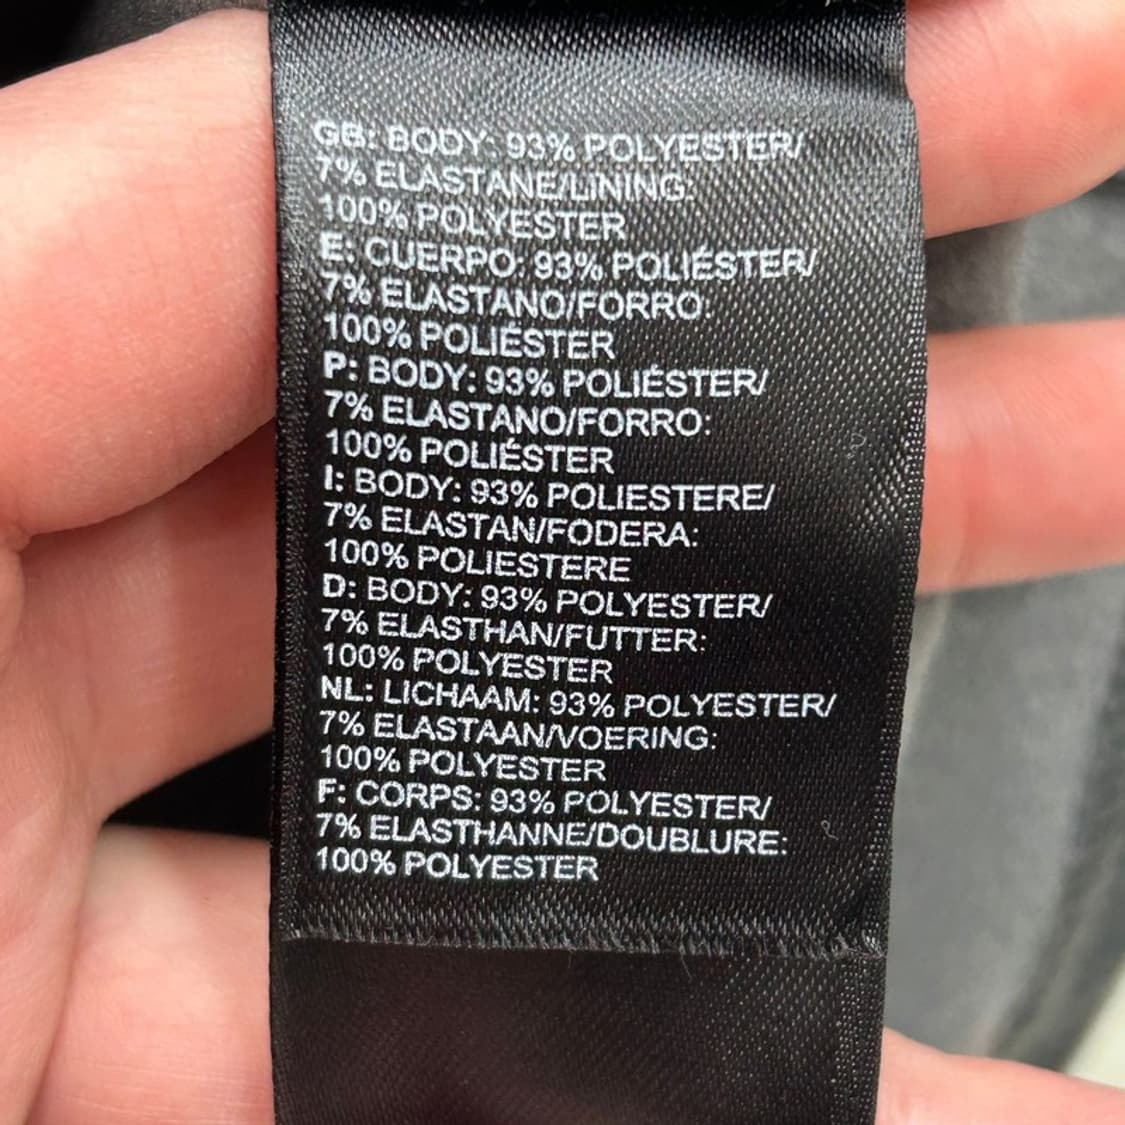 GB: BODY: 93% POLYESTER/
7% ELASTANE/LINING:
100% POLYESTER
E: CUERPO: 93% POLIÉSTER/
7% ELASTANO/FORRO:
100% POLIÉSTER
P: BODY: 93% POLIÉSTER/
7% ELASTANO/FORRO:
100% POLIÉSTER
I: BODY: 93% POLIESTERE/
7% ELASTAN/FODERA:
100% POLIESTERE
D: BODY: 93% POLYESTER/
7% ELASTHAN/FUTTER:
100% POLYESTER
NL: LICHAAM: 93% POLYESTER/
7% ELASTAAN/VOERING:
100% POLYESTER
F: CORPS: 93% POLYESTER/
7% ELASTHANNE/DOUBLURE:
100% POLYESTER